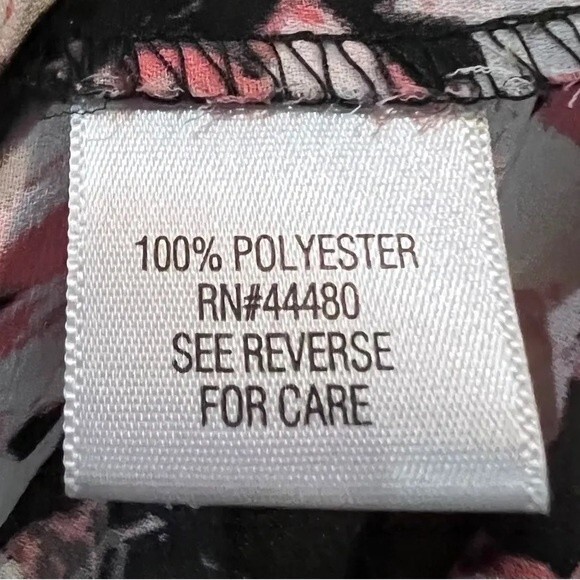 100% POLYESTER
RN#44480
SEE REVERSE
FOR CARE